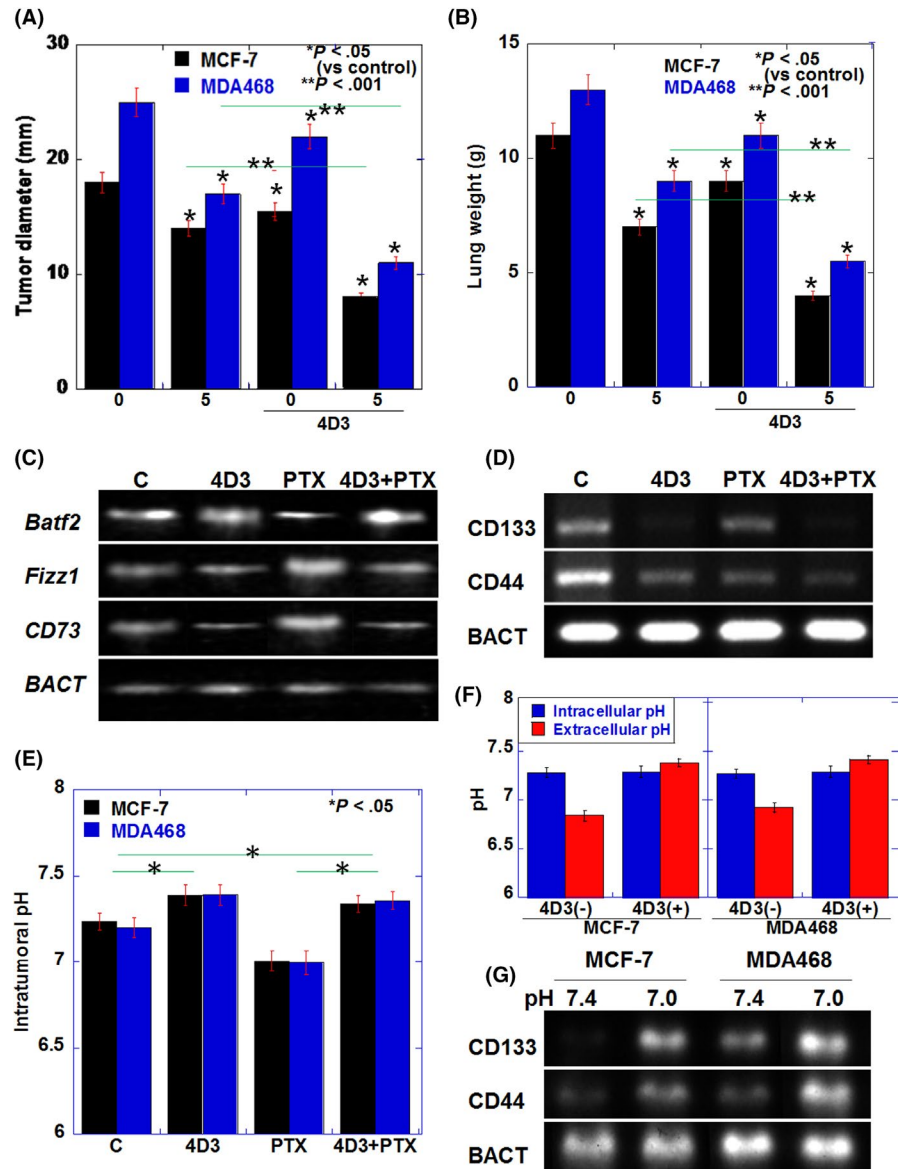 (A)
Tumor diameter (mm)
30
20
10
0
MCF-7
MDA468
*P < .05
(vs control)
**P < .001
**
*
**
*
*
*
*
*
0 5 0 5
4D3
(B)
Lung weight (g)
15
10
5
0
MCF-7
MDA468
*P < .05
(vs control)
**P < .001
*
**
*
*
**
*
*
*
0 5 0 5
4D3
(C)
C 4D3 PTX 4D3+PTX
Batf2
Fizz1
CD73
BACT
(D)
C 4D3 PTX 4D3+PTX
CD133
CD44
BACT
(E)
Intratumoral pH
8
7.5
7
6.5
6
MCF-7
MDA468
*P < .05
*
* *
C 4D3 PTX 4D3+PTX
(F)
pH
8
7.5
7
6.5
6
Intracellular pH
Extracellular pH
4D3(-) 4D3(+) 4D3(-) 4D3(+)
MCF-7 MDA468
(G)
MCF-7 MDA468
pH 7.4 7.0 7.4 7.0
CD133
CD44
BACT